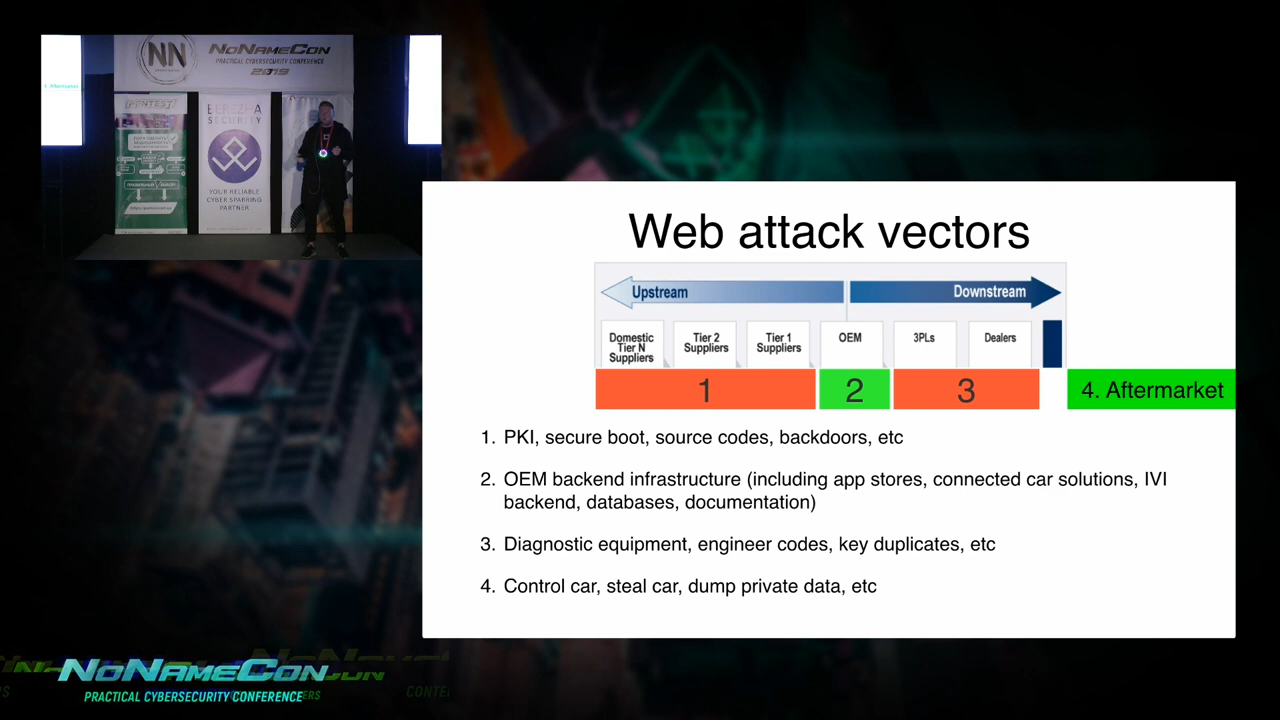 NN
NoNameCon
PRACTICAL CYBERSECURITY CONFERENCE
2019
PENTEST
BEREZHA
SECURITY
YOUR RELIABLE
CYBER SPARRING
PARTNER
Web attack vectors
Upstream
Downstream
Domestic
Tier N
Suppliers
Tier 2
Suppliers
Tier 1
Suppliers
OEM
3PLs
Dealers
1
2
3
4. Aftermarket
1. PKI, secure boot, source codes, backdoors, etc
2. OEM backend infrastructure (including app stores, connected car solutions, IVI
backend, databases, documentation)
3. Diagnostic equipment, engineer codes, key duplicates, etc
4. Control car, steal car, dump private data, etc
NoNameCon
PRACTICAL CYBERSECURITY CONFERENCE